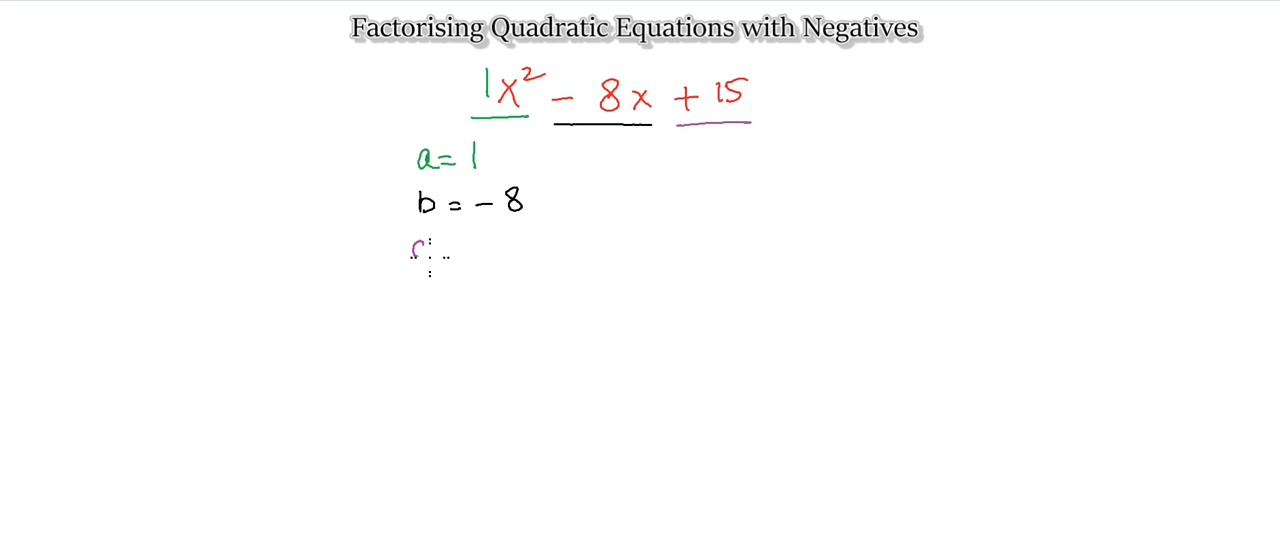 Factorising Quadratic Equations with Negatives
1x² - 8x + 15
a = 1
b = - 8
c